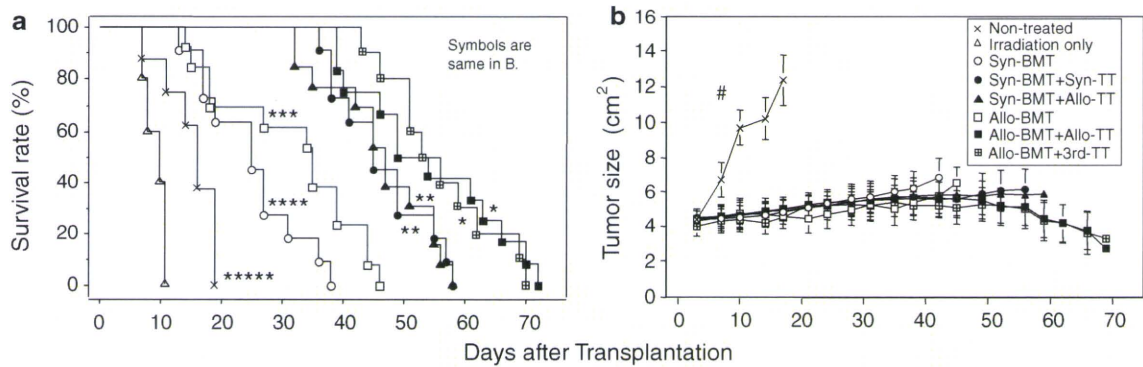 a
Survival rate (%)
100
80
60
40
20
0
Symbols are
same in B.
***
****
*****
**
**
*
*
0 10 20 30 40 50 60 70
b
Tumor size (cm²)
16
14
12
10
8
6
4
2
0
#
Non-treated
Irradiation only
Syn-BMT
Syn-BMT+Syn-TT
Syn-BMT+Allo-TT
Allo-BMT
Allo-BMT+Allo-TT
Allo-BMT+3rd-TT
0 10 20 30 40 50 60 70
Days after Transplantation